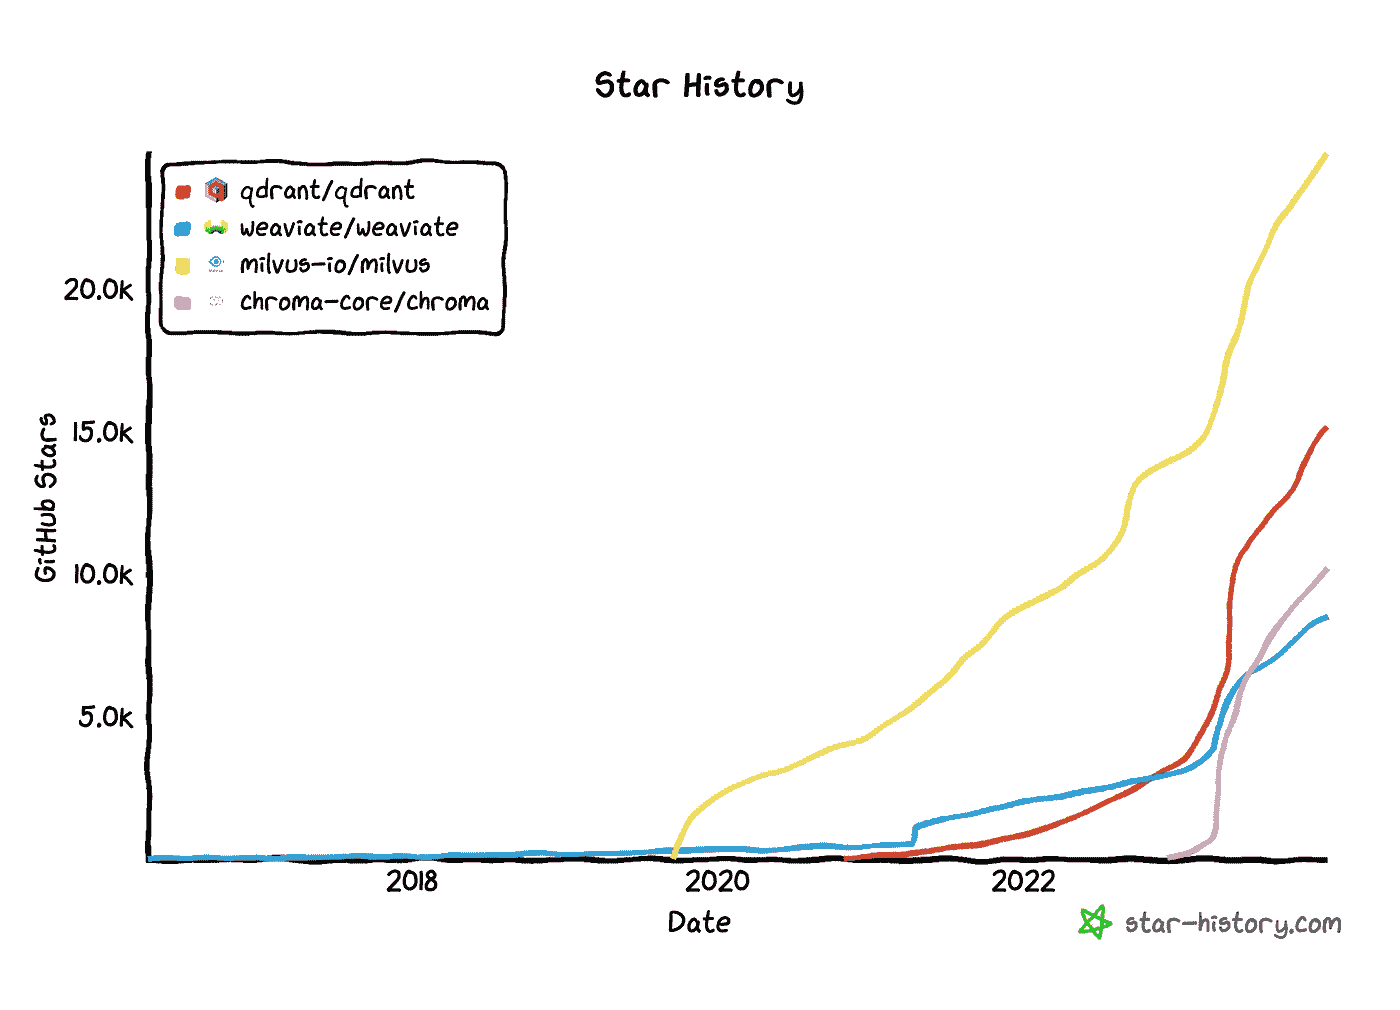 Star History
qdrant/qdrant
weaviate/weaviate
milvus-io/milvus
chroma-core/chroma
20.0k
15.0k
10.0k
5.0k
GitHub Stars
2018 2020 2022
Date
star-history.com